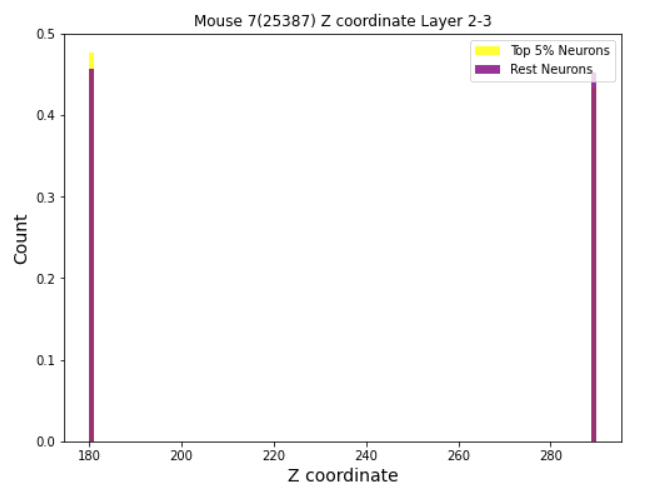 Mouse 7(25387) Z coordinate Layer 2-3
0.5
Top 5% Neurons
Rest Neurons
0.4
0.3
Count
0.2
0.1
0.0
180 200 220 240 260 280
Z coordinate